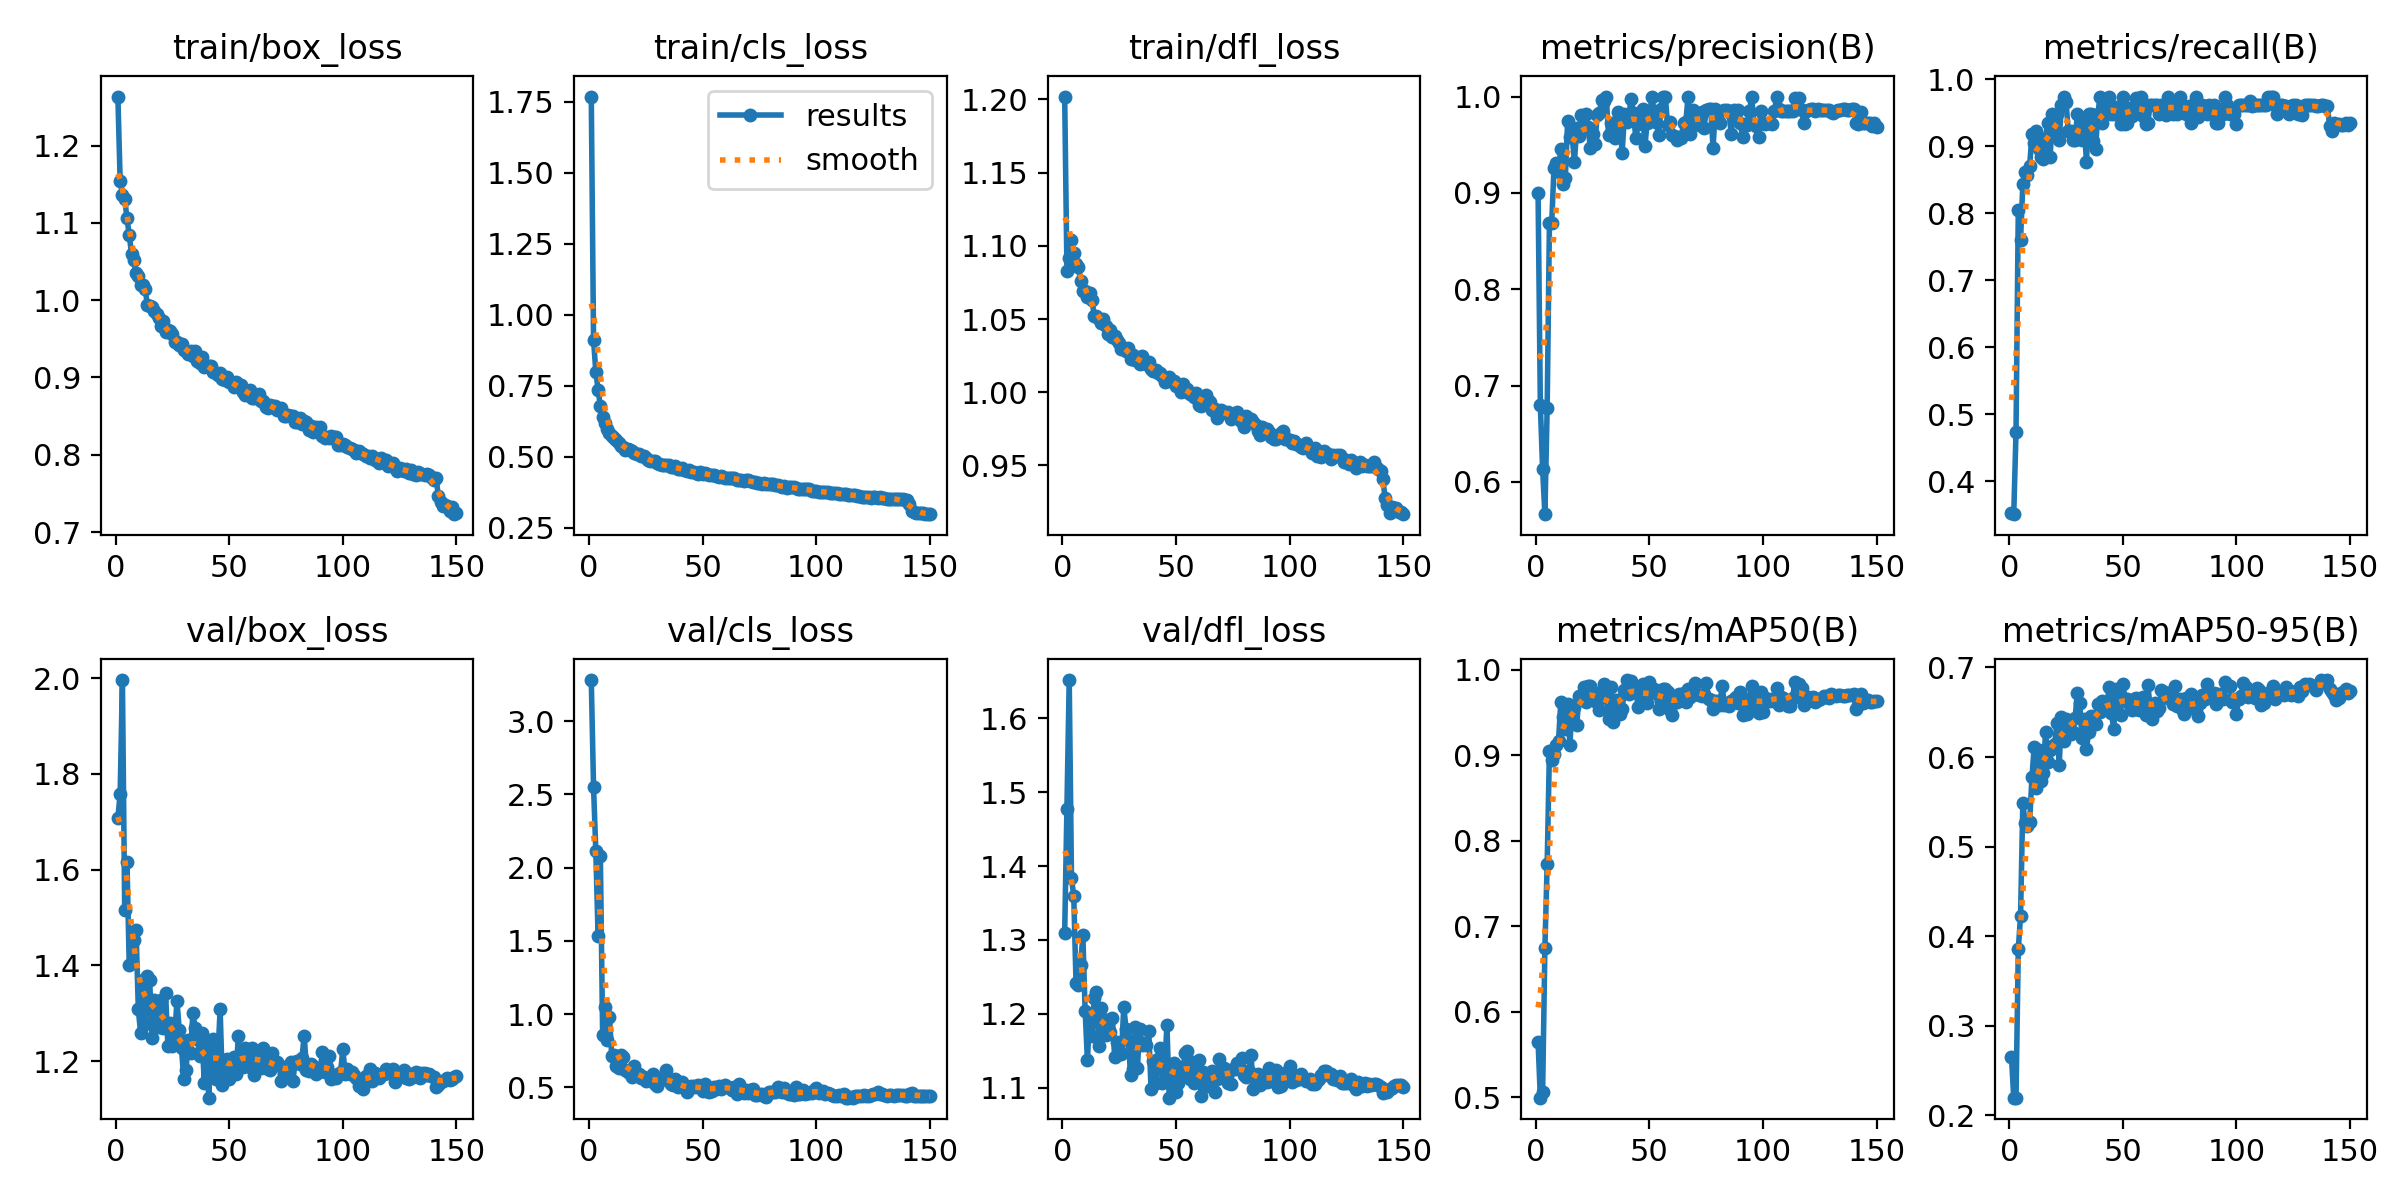 train/box_loss
1.2
1.1
1.0
0.9
0.8
0.7
0 50 100 150
train/cls_loss
results
smooth
1.75
1.50
1.25
1.00
0.75
0.50
0.25
0 50 100 150
train/dfl_loss
1.20
1.15
1.10
1.05
1.00
0.95
0 50 100 150
metrics/precision(B)
1.0
0.9
0.8
0.7
0.6
0 50 100 150
metrics/recall(B)
1.0
0.9
0.8
0.7
0.6
0.5
0.4
0 50 100 150
val/box_loss
2.0
1.8
1.6
1.4
1.2
0 50 100 150
val/cls_loss
3.0
2.5
2.0
1.5
1.0
0.5
0 50 100 150
val/dfl_loss
1.6
1.5
1.4
1.3
1.2
1.1
0 50 100 150
metrics/mAP50(B)
1.0
0.9
0.8
0.7
0.6
0.5
0 50 100 150
metrics/mAP50-95(B)
0.7
0.6
0.5
0.4
0.3
0.2
0 50 100 150